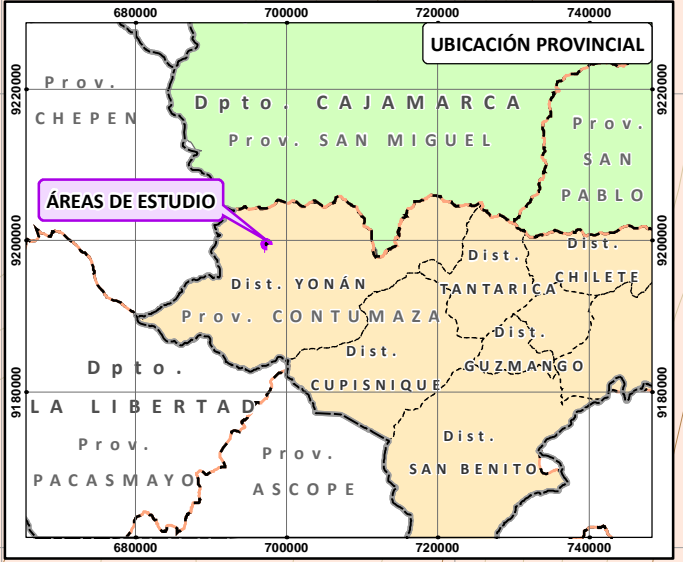 680000 700000 720000 740000
UBICACIÓN PROVINCIAL
9220000 9220000
Prov.
CHEPEN
Dpto. CAJAMARCA
Prov. SAN MIGUEL
Prov.
SAN
PABLO
ÁREAS DE ESTUDIO
9200000 9200000
Dist.
CHILETE
Dist.
TANTARICA
Dist. YONÁN
Prov. CONTUMAZA
Dist.
GUZMANGO
Dist.
CUPISNIQUE
Dpto.
LA LIBERTAD
9180000 9180000
Prov.
PACASMAYO
Prov.
ASCOPE
Dist.
SAN BENITO
680000 700000 720000 740000